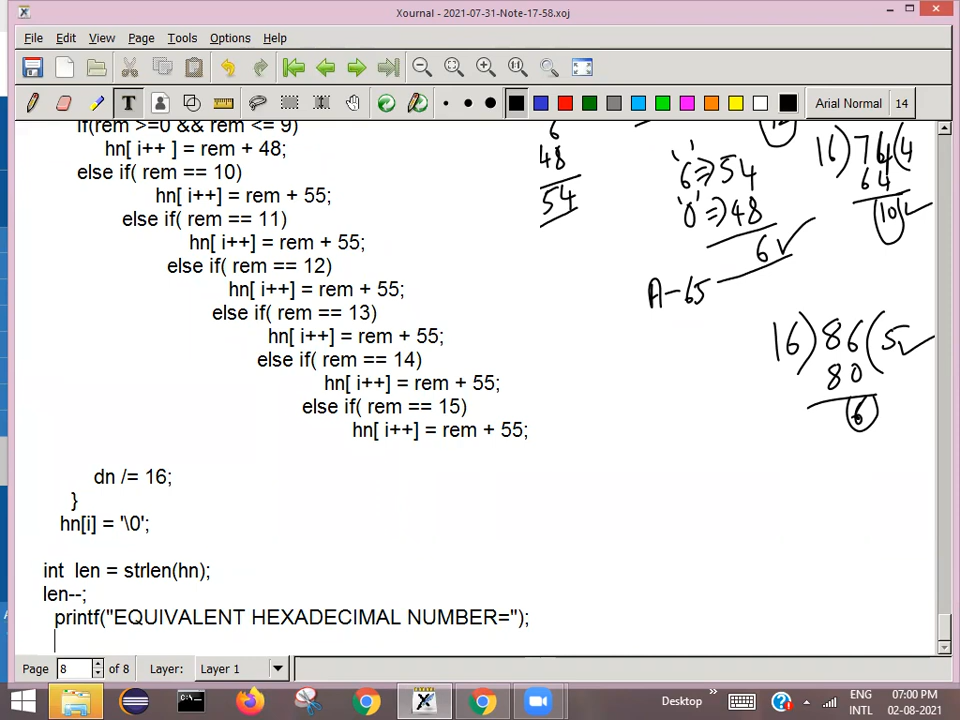 Xournal - 2021-07-31-Note-17-58.xoj
File Edit View Page Tools Options Help
Arial Normal 14
if(rem >=0 && rem <= 9)
hn[ i++ ] = rem + 48;
else if( rem == 10)
hn[ i++] = rem + 55;
else if( rem == 11)
hn[ i++] = rem + 55;
else if( rem == 12)
hn[ i++] = rem + 55;
else if( rem == 13)
hn[ i++] = rem + 55;
else if( rem == 14)
hn[ i++] = rem + 55;
else if( rem == 15)
hn[ i++] = rem + 55;
dn /= 16;
}
hn[i] = '\0';
int len = strlen(hn);
len--;
printf("EQUIVALENT HEXADECIMAL NUMBER=");
6
48
54
'6' => 54
'0' => 48
6
A-65
16)74(4
64
10
16)86(5
80
6
Page 8 of 8 Layer: Layer 1
Desktop
ENG
INTL
07:00 PM
02-08-2021